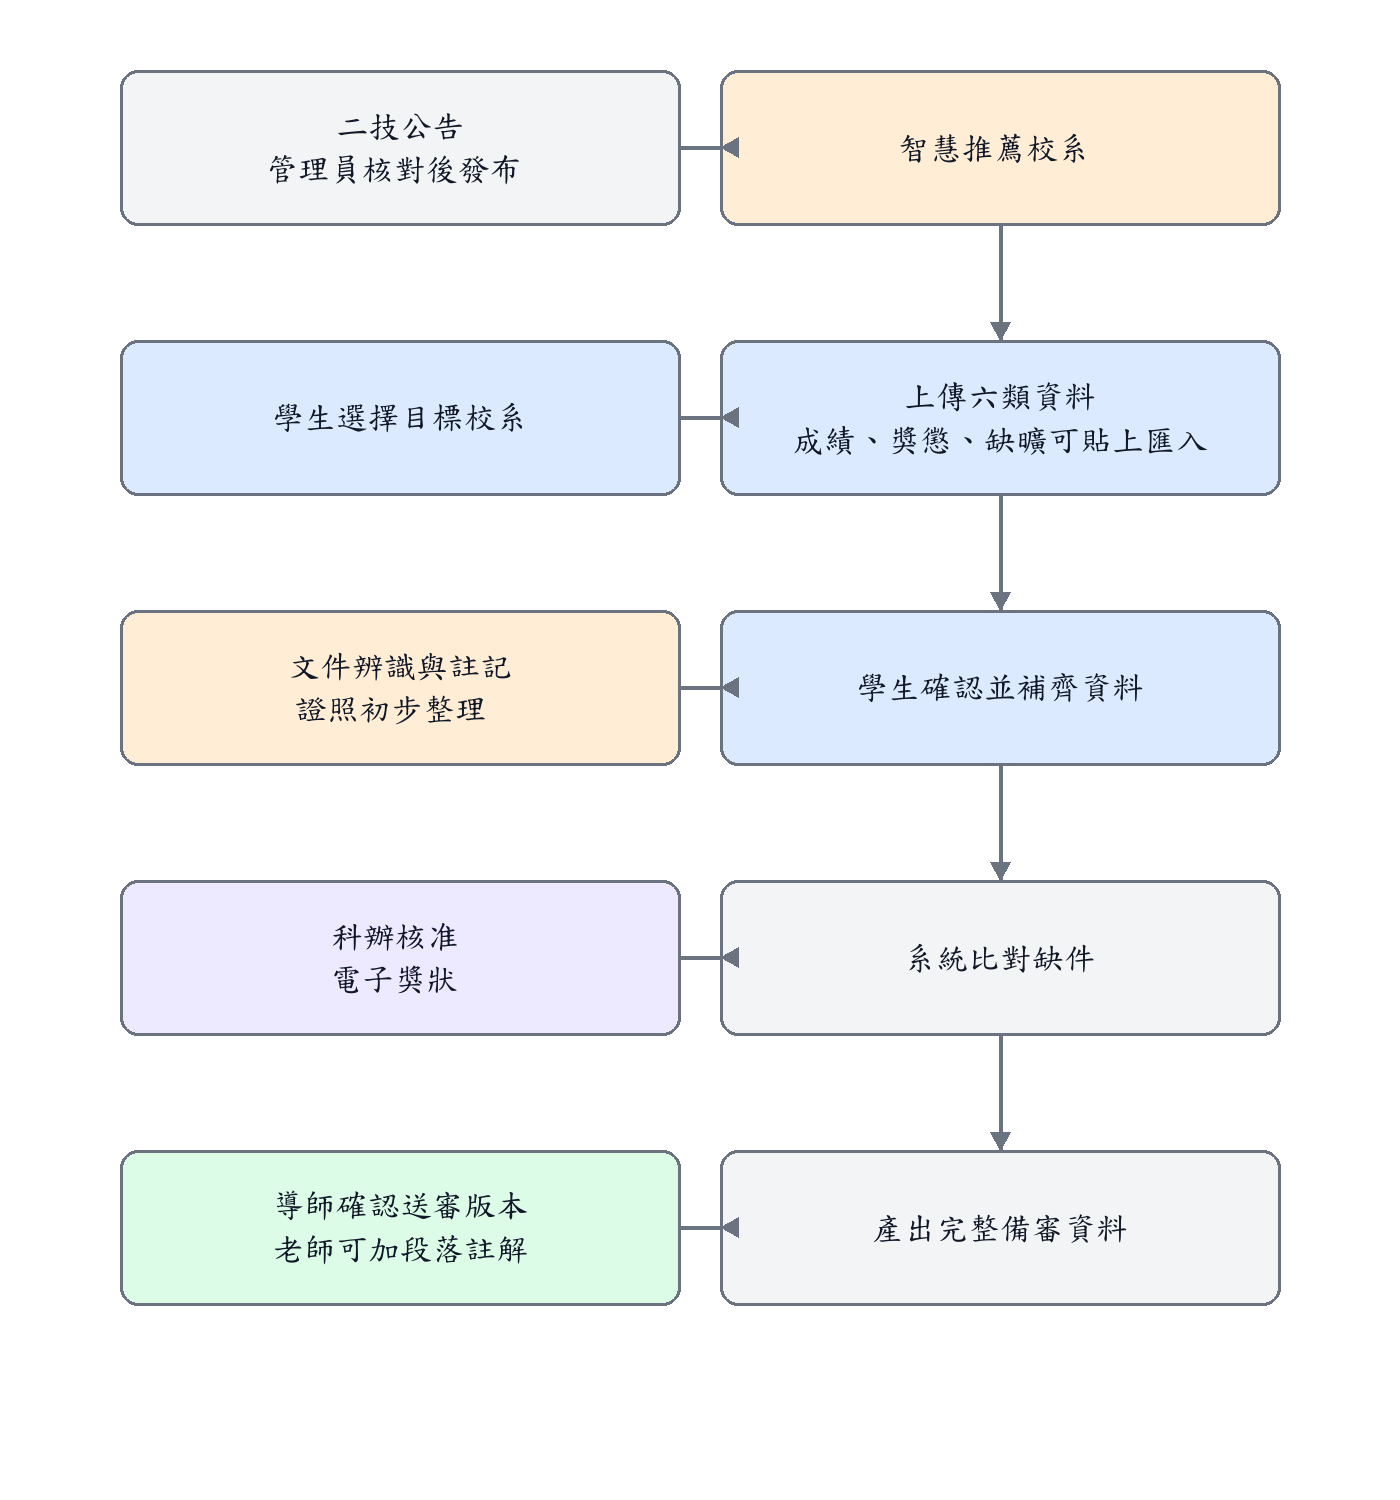 二技公告
管理員核對後發布
智慧推薦校系
學生選擇目標校系
上傳六類資料
成績、獎懲、缺曠可貼上匯入
文件辨識與註記
證照初步整理
學生確認並補齊資料
科辦核准
電子獎狀
系統比對缺件
導師確認送審版本
老師可加段落註解
產出完整備審資料